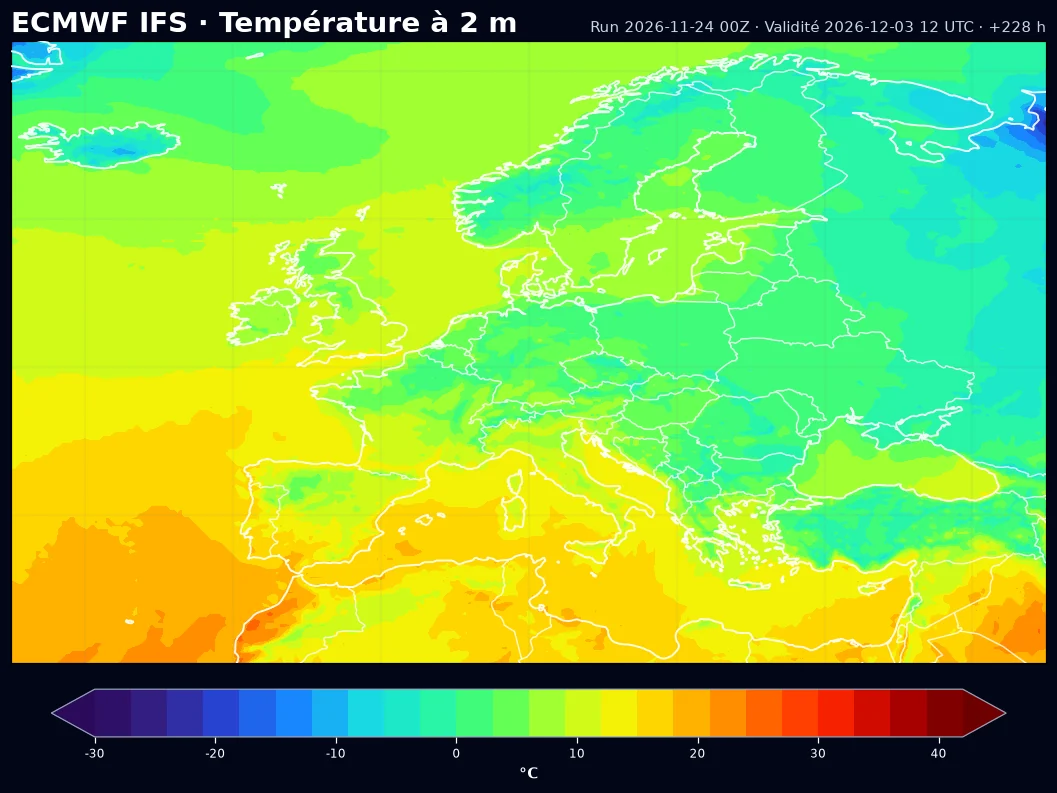 ECMWF IFS · Température à 2 m
Run 2026-11-24 00Z · Validité 2026-12-03 12 UTC · +228 h
-30 -20 -10 0 10 20 30 40
°C